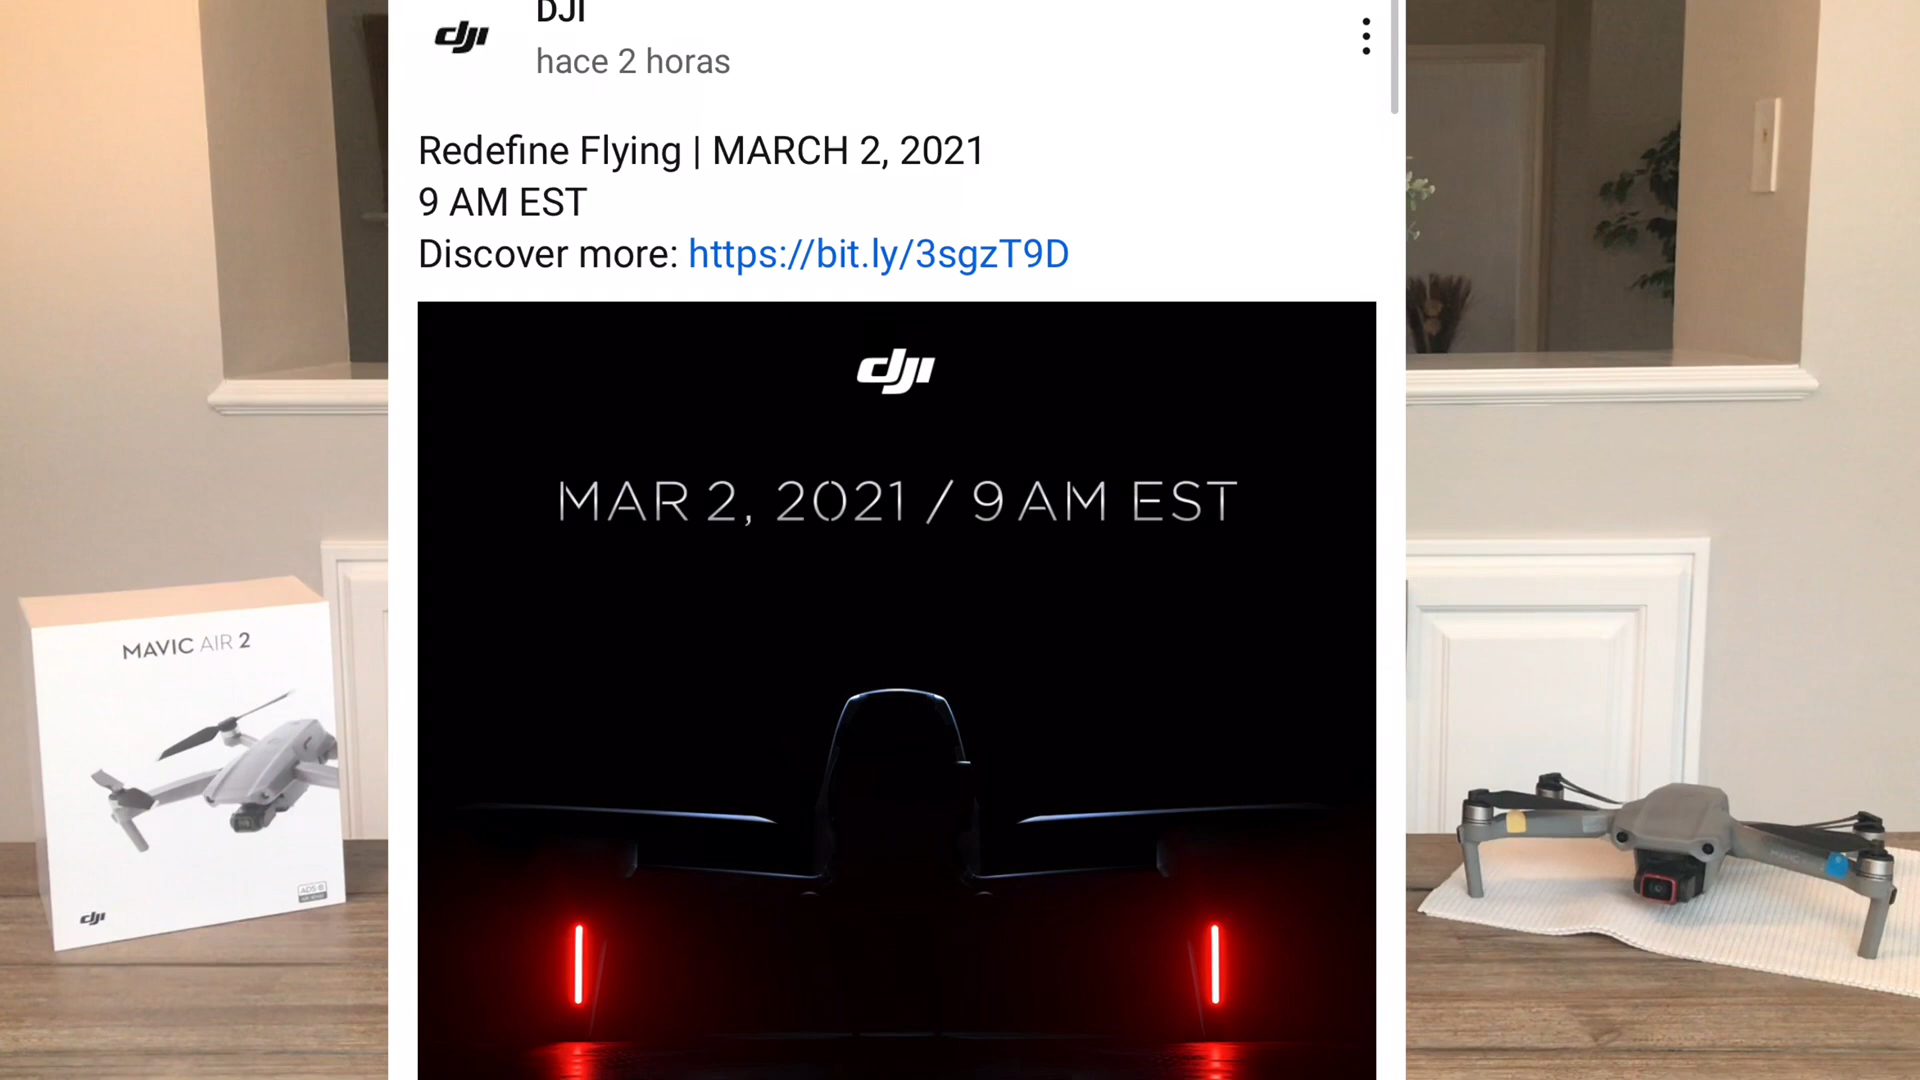 DJI
dji
hace 2 horas
Redefine Flying | MARCH 2, 2021
9 AM EST
Discover more: https://bit.ly/3sgzT9D
dji
MAR 2, 2021 / 9 AM EST
MAVIC AIR 2
dji